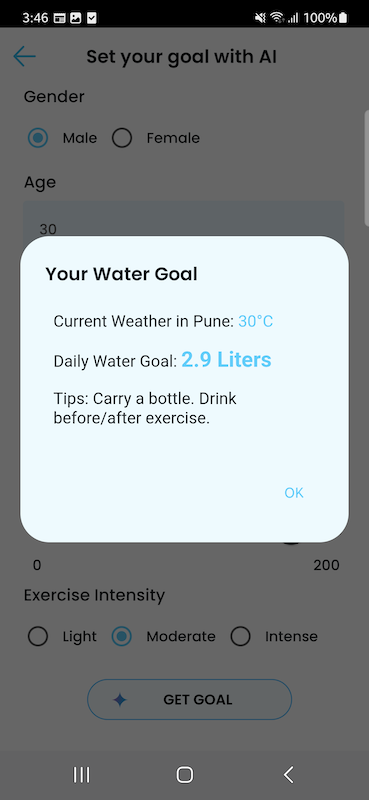 3:46 100%
Set your goal with AI
Gender
Male Female
Age
30
Your Water Goal
Current Weather in Pune: 30°C
Daily Water Goal: 2.9 Liters
Tips: Carry a bottle. Drink
before/after exercise.
OK
0 200
Exercise Intensity
Light Moderate Intense
GET GOAL